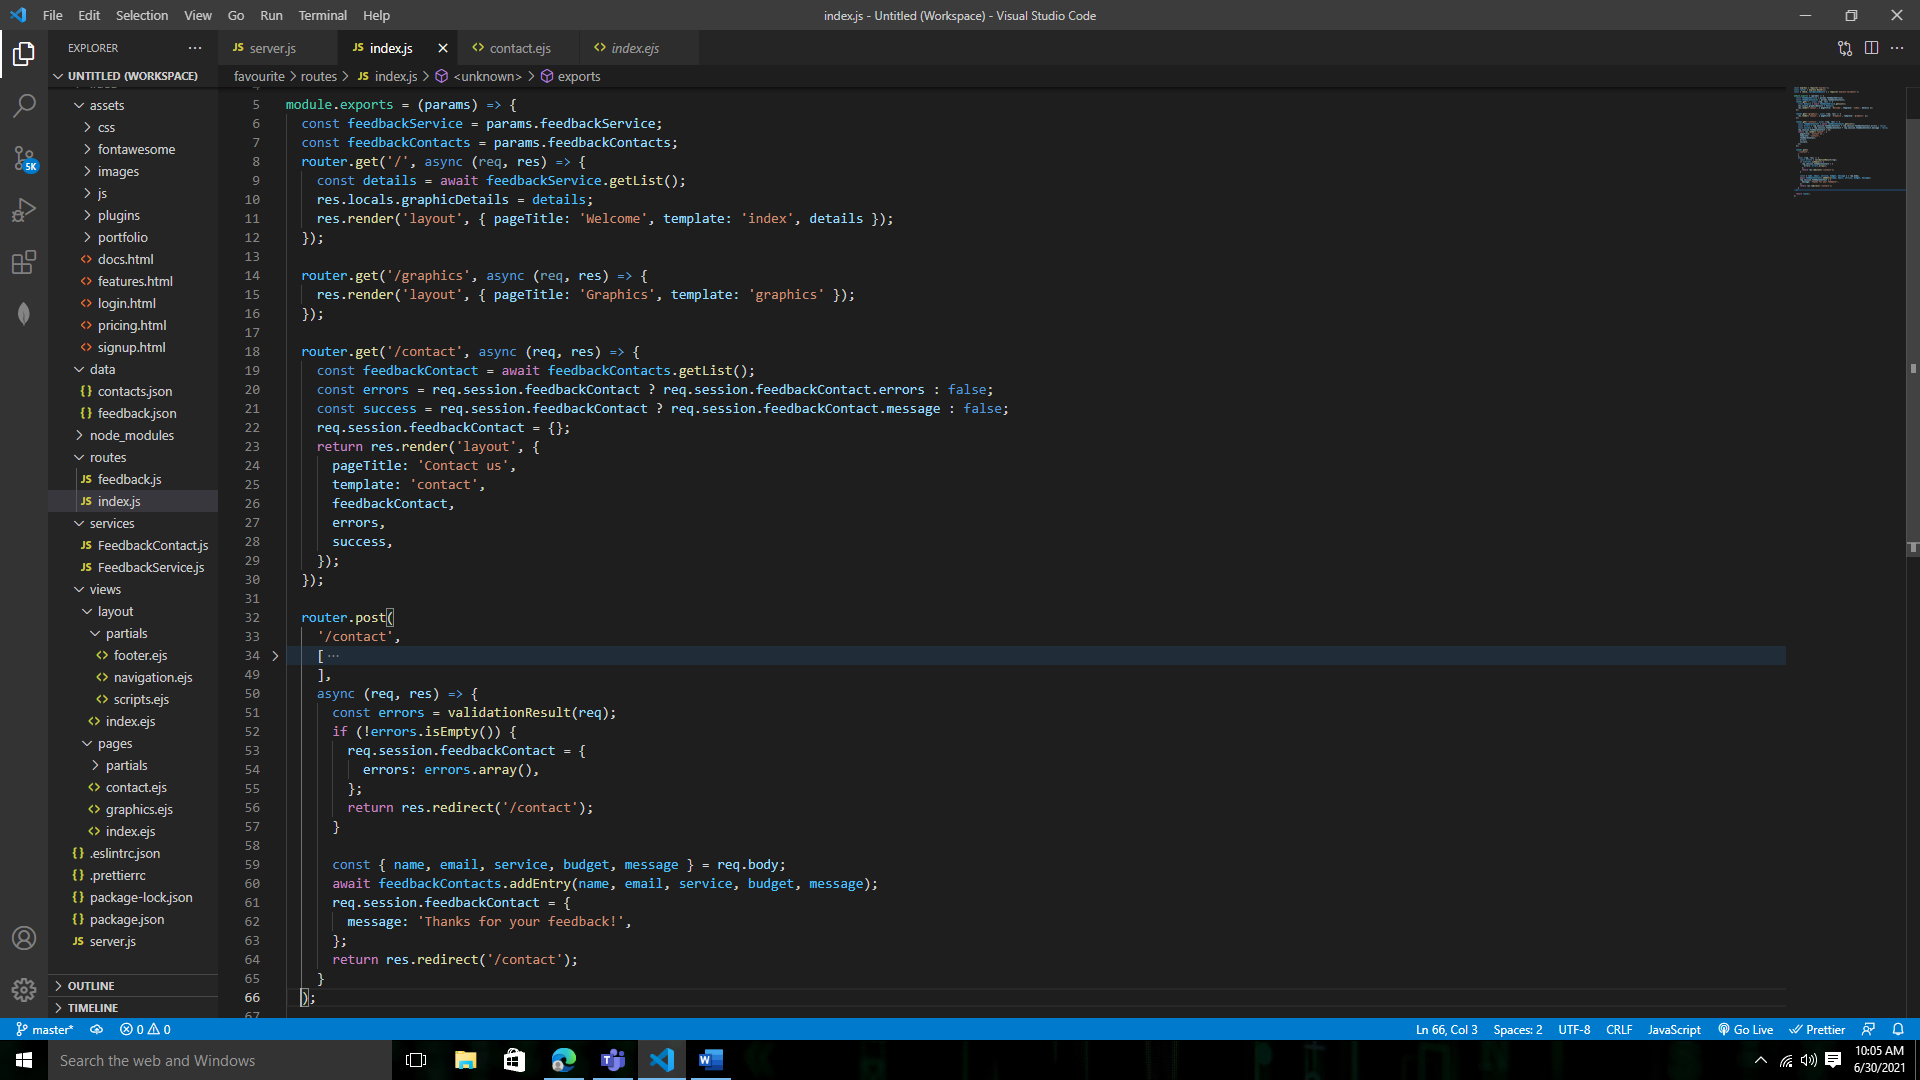 File Edit Selection View Go Run Terminal Help
index.js - Untitled (Workspace) - Visual Studio Code
EXPLORER
server.js
index.js
contact.ejs
index.ejs
UNTITLED (WORKSPACE)
favourite > routes > JS index.js > <unknown> > exports
assets
css
fontawesome
images
js
plugins
portfolio
docs.html
features.html
login.html
pricing.html
signup.html
data
contacts.json
feedback.json
node_modules
routes
JS feedback.js
JS index.js
services
JS FeedbackContact.js
JS FeedbackService.js
views
layout
partials
footer.ejs
navigation.ejs
scripts.ejs
index.ejs
pages
partials
contact.ejs
graphics.ejs
index.ejs
.eslintrc.json
.prettierrc
package-lock.json
package.json
JS server.js
OUTLINE
TIMELINE
5K
5 module.exports = (params) => {
6 const feedbackService = params.feedbackService;
7 const feedbackContacts = params.feedbackContacts;
8 router.get('/', async (req, res) => {
9 const details = await feedbackService.getList();
10 res.locals.graphicDetails = details;
11 res.render('layout', { pageTitle: 'Welcome', template: 'index', details });
12 });
13
14 router.get('/graphics', async (req, res) => {
15 res.render('layout', { pageTitle: 'Graphics', template: 'graphics' });
16 });
17
18 router.get('/contact', async (req, res) => {
19 const feedbackContact = await feedbackContacts.getList();
20 const errors = req.session.feedbackContact ? req.session.feedbackContact.errors : false;
21 const success = req.session.feedbackContact ? req.session.feedbackContact.message : false;
22 req.session.feedbackContact = {};
23 return res.render('layout', {
24 pageTitle: 'Contact us',
25 template: 'contact',
26 feedbackContact,
27 errors,
28 success,
29 });
30 });
31
32 router.post(
33 '/contact',
34 [ ···
49 ],
50 async (req, res) => {
51 const errors = validationResult(req);
52 if (!errors.isEmpty()) {
53 req.session.feedbackContact = {
54 errors: errors.array(),
55 };
56 return res.redirect('/contact');
57 }
58
59 const { name, email, service, budget, message } = req.body;
60 await feedbackContacts.addEntry(name, email, service, budget, message);
61 req.session.feedbackContact = {
62 message: 'Thanks for your feedback!',
63 };
64 return res.redirect('/contact');
65 }
66 );
67
master* 0 0 Ln 66, Col 3 Spaces: 2 UTF-8 CRLF JavaScript Go Live Prettier
Search the web and Windows
10:05 AM
6/30/2021